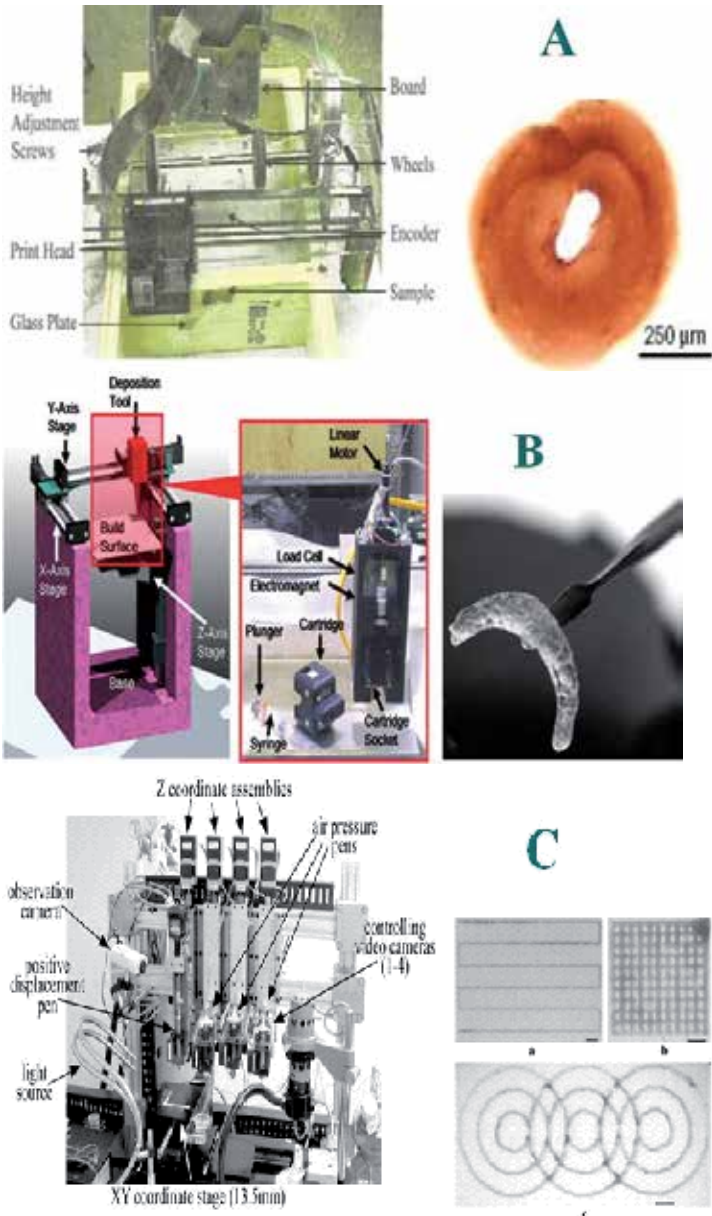 A
Height
Adjustment
Screws
Board
Wheels
Print Head
Encoder
Sample
Glass Plate
250 µm
B
Deposition
Tool
Y-Axis
Stage
Linear
Motor
Build
Surface
X-Axis
Stage
Load Cell
Electromagnet
Z-Axis
Stage
Plunger
Cartridge
Base
Syringe
Cartridge
Socket
C
Z coordinate assemblies
air pressure
pens
observation
camera
controlling
video cameras
(1-4)
positive
displacement
pen
light
source
a
b
XY coordinate stage (13.5mm)